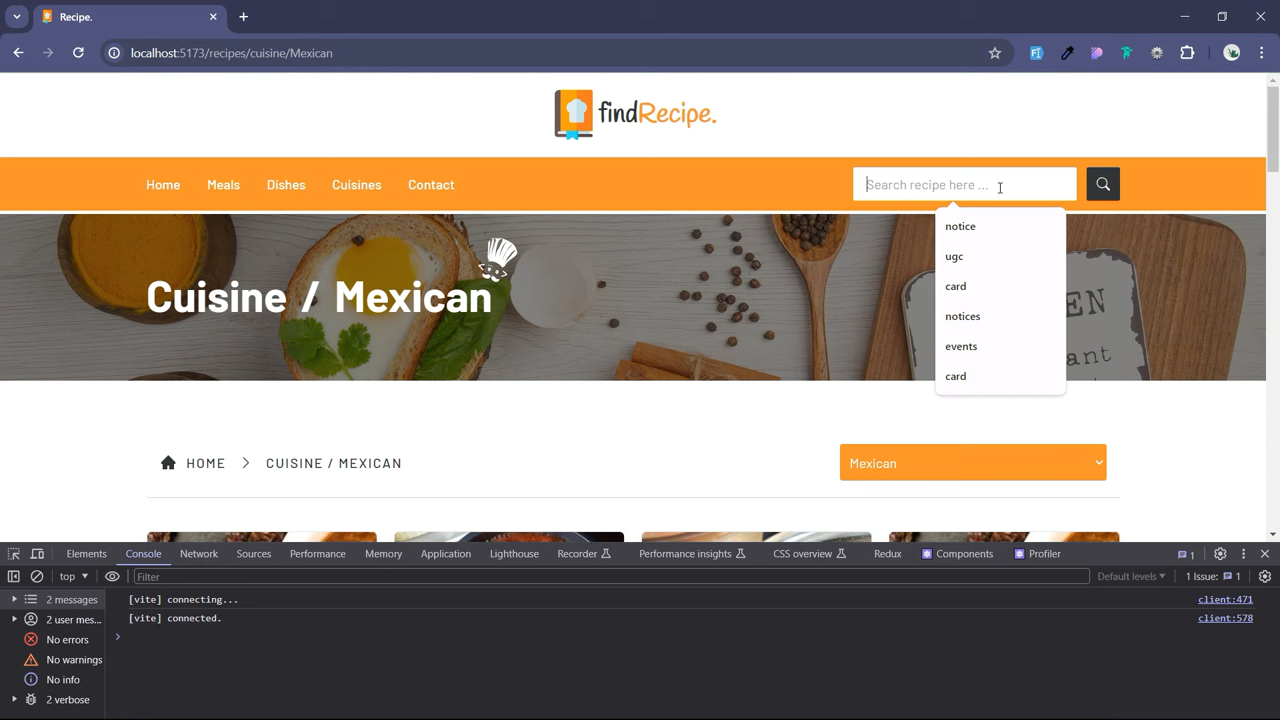 Recipe.
localhost:5173/recipes/cuisine/Mexican
findRecipe.
Home Meals Dishes Cuisines Contact
Search recipe here ...
notice
ugc
card
notices
events
card
Cuisine / Mexican
EN
ant
HOME > CUISINE / MEXICAN
Mexican
Elements Console Network Sources Performance Memory Application Lighthouse Recorder Performance insights CSS overview Redux Components Profiler 1
top Filter Default levels 1 Issue: 1
2 messages
2 user mes...
No errors
No warnings
No info
2 verbose
[vite] connecting... client:471
[vite] connected. client:578